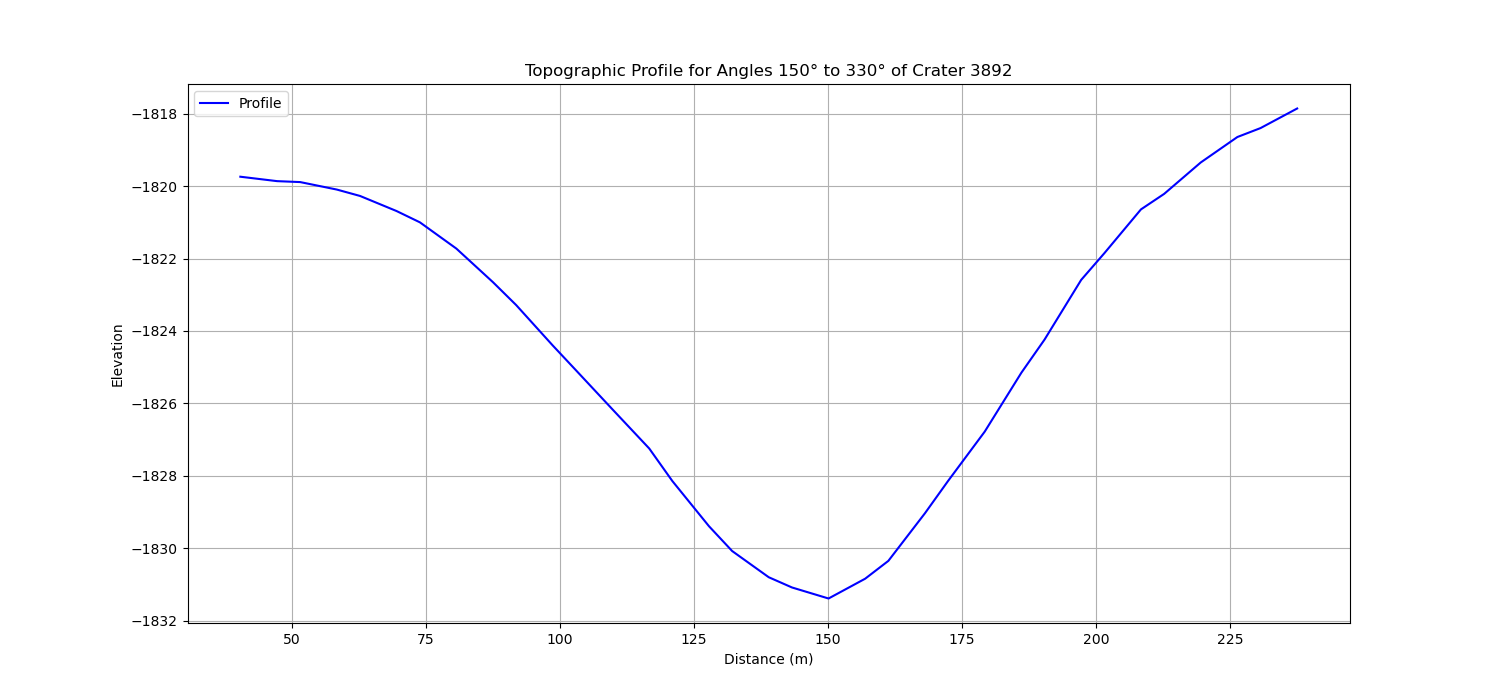 Topographic Profile for Angles 150° to 330° of Crater 3892
Profile
−1818
−1820
−1822
−1824
−1826
−1828
−1830
−1832
Elevation
50 75 100 125 150 175 200 225
Distance (m)